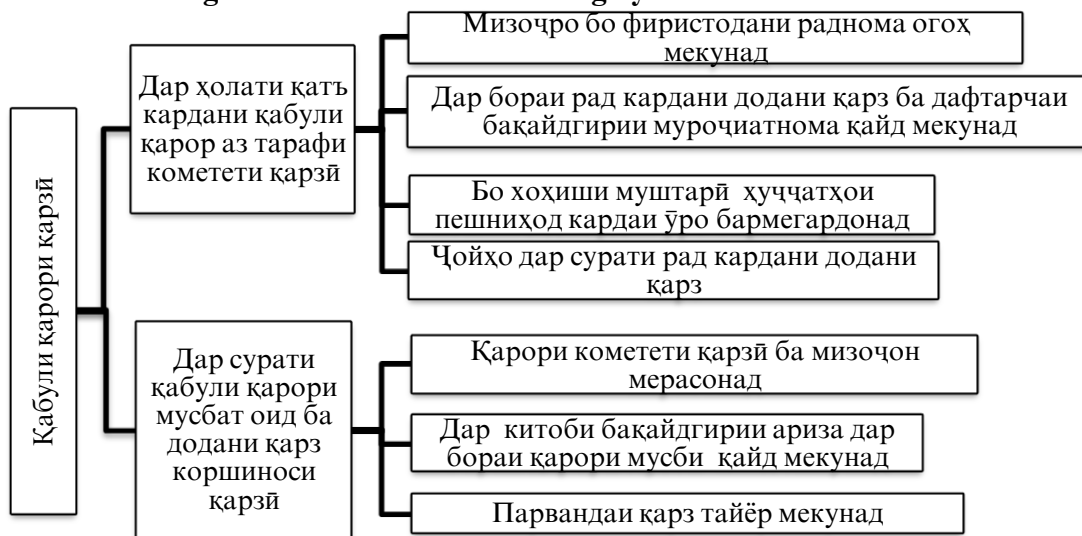 Қабули қарори қарзӣ
Дар ҳолати қатъ
кардани қабули
қарор аз тарафи
кометети қарзӣ
Мизоҷро бо фиристодани раднома огоҳ
мекунад
Дар бораи рад кардани додани қарз ба дафтарчаи
бақайдгирии муроҷиатнома қайд мекунад
Бо хоҳиши муштарӣ ҳуҷҷатҳои
пешниҳод кардаи ӯро бармегардонад
Ҷойҳо дар сурати рад кардани додани
қарз
Дар сурати
қабули қарори
мусбат оид ба
додани қарз
коршиноси
қарзӣ
Қарори кометети қарзӣ ба мизоҷон
мерасонад
Дар китоби бақайдгирии ариза дар
бораи қарори мусби қайд мекунад
Парвандаи қарз тайёр мекунад